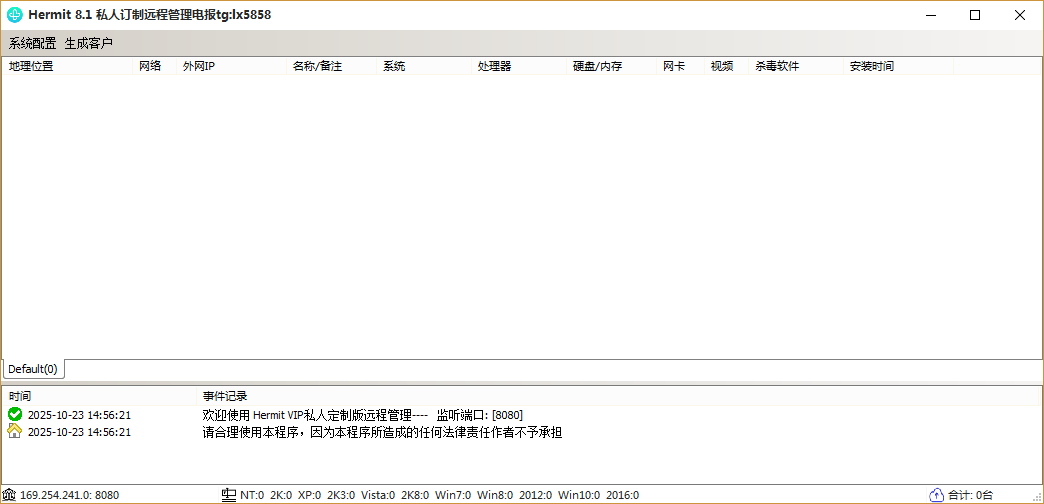 Hermit 8.1 私人订制远程管理电报tg:lx5858
系统配置 生成客户
地理位置 网络 外网IP 名称/备注 系统 处理器 硬盘/内存 网卡 视频 杀毒软件 安装时间
Default(0)
时间 事件记录
2025-10-23 14:56:21 欢迎使用 Hermit VIP私人定制版远程管理---- 监听端口: [8080]
2025-10-23 14:56:21 请合理使用本程序，因为本程序所造成的任何法律责任作者不予承担
169.254.241.0: 8080 NT:0 2K:0 XP:0 2K3:0 Vista:0 2K8:0 Win7:0 Win8:0 2012:0 Win10:0 2016:0 合计: 0台